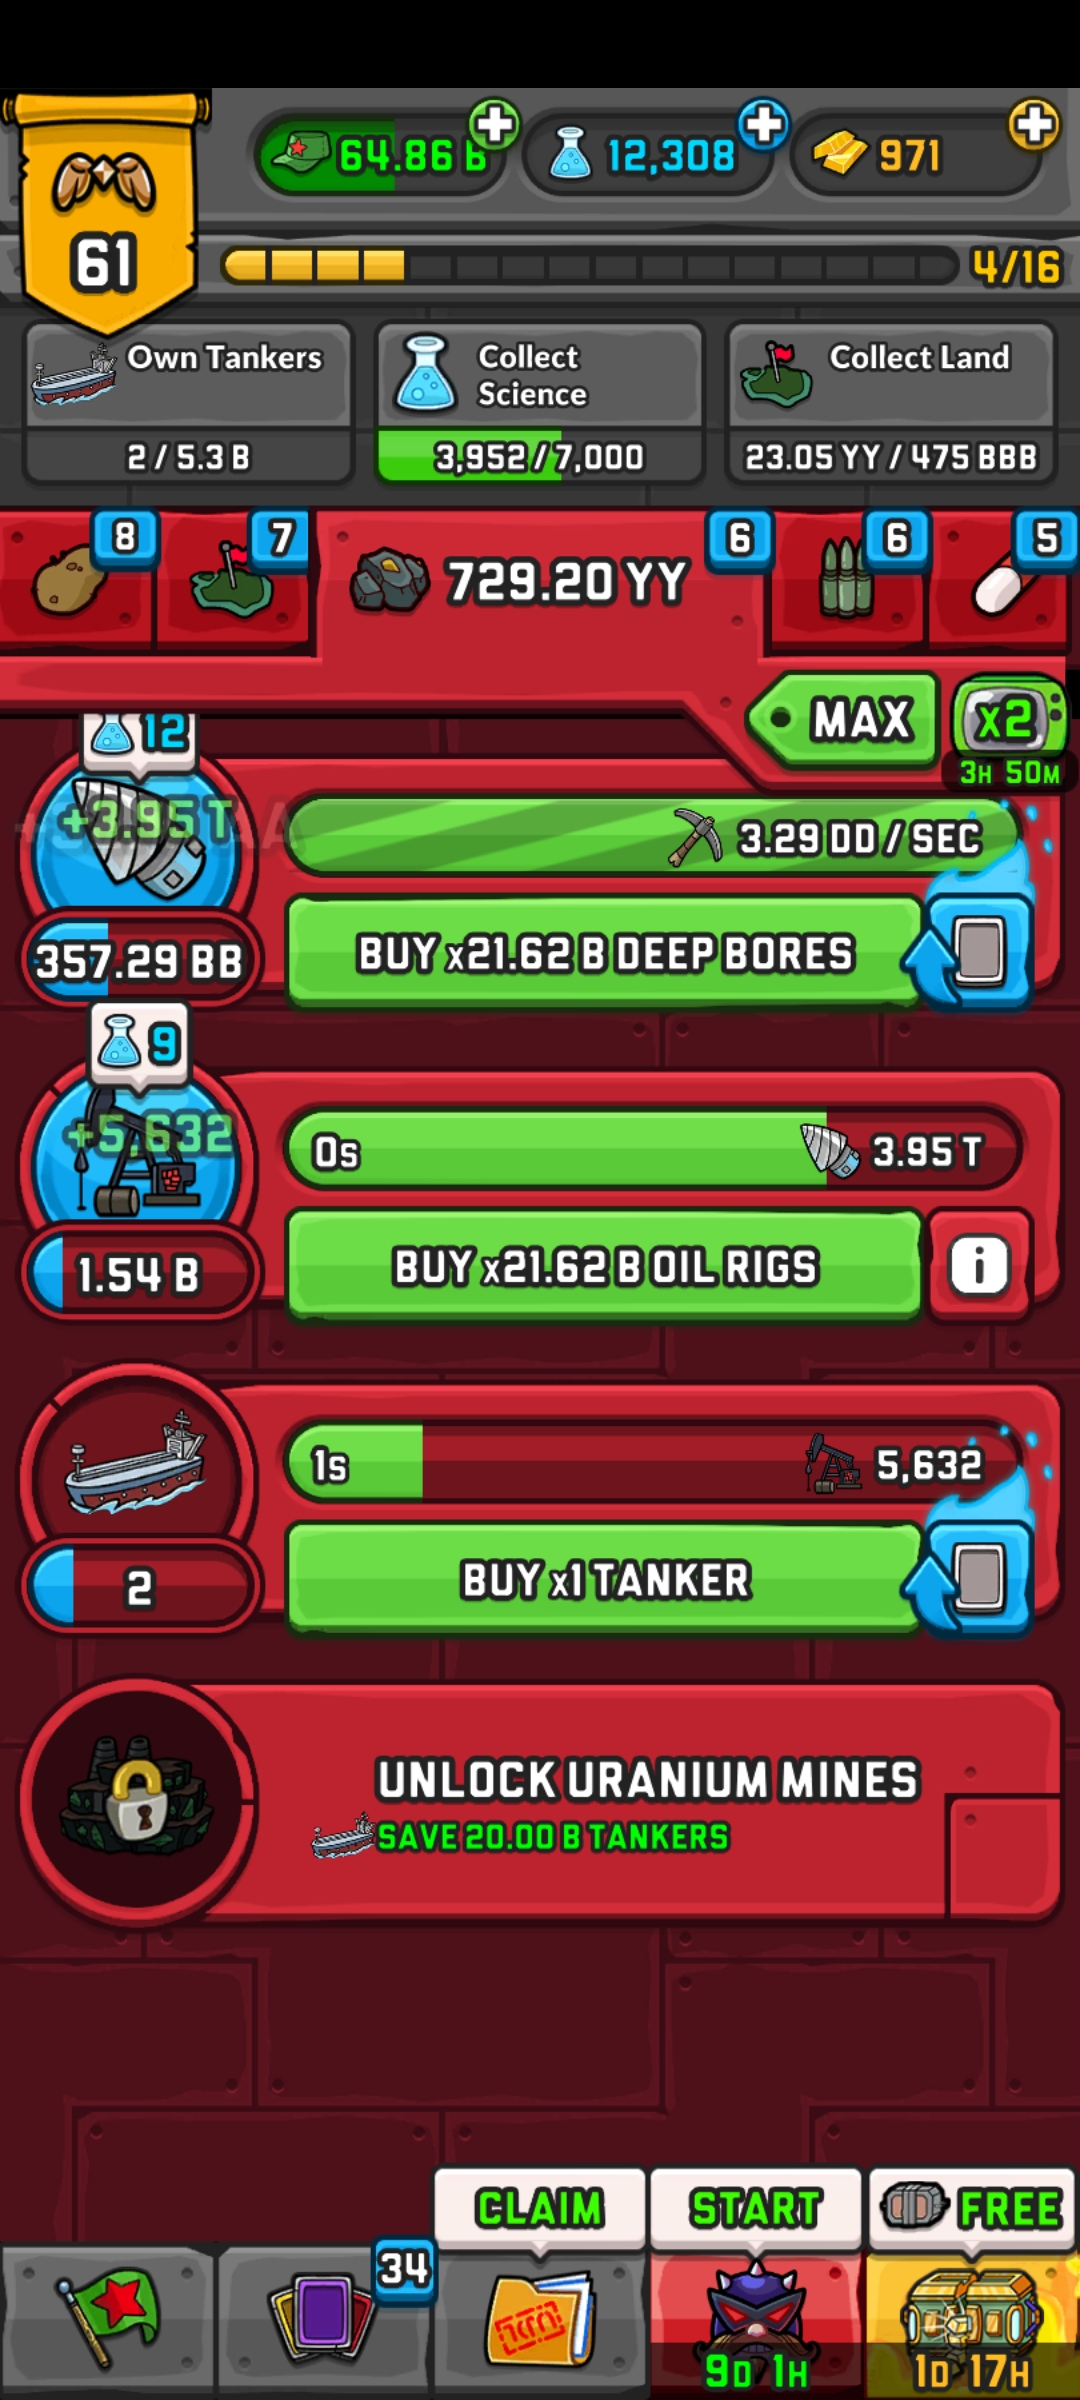 64.86 B
12,308
971
61
4/16
Own Tankers
2 / 5.3 B
Collect
Science
3,952 / 7,000
Collect Land
23.05 YY / 475 BBB
8
7
729.20 YY
6
6
5
MAX
x2
3H 50M
12
+3.95 T
3.29 DD / SEC
357.29 BB
BUY x21.62 B DEEP BORES
9
+5,632
0s
3.95 T
1.54 B
BUY x21.62 B OIL RIGS
i
1s
5,632
2
BUY x1 TANKER
UNLOCK URANIUM MINES
SAVE 20.00 B TANKERS
CLAIM
START
FREE
34
9D 1H
1D 17H